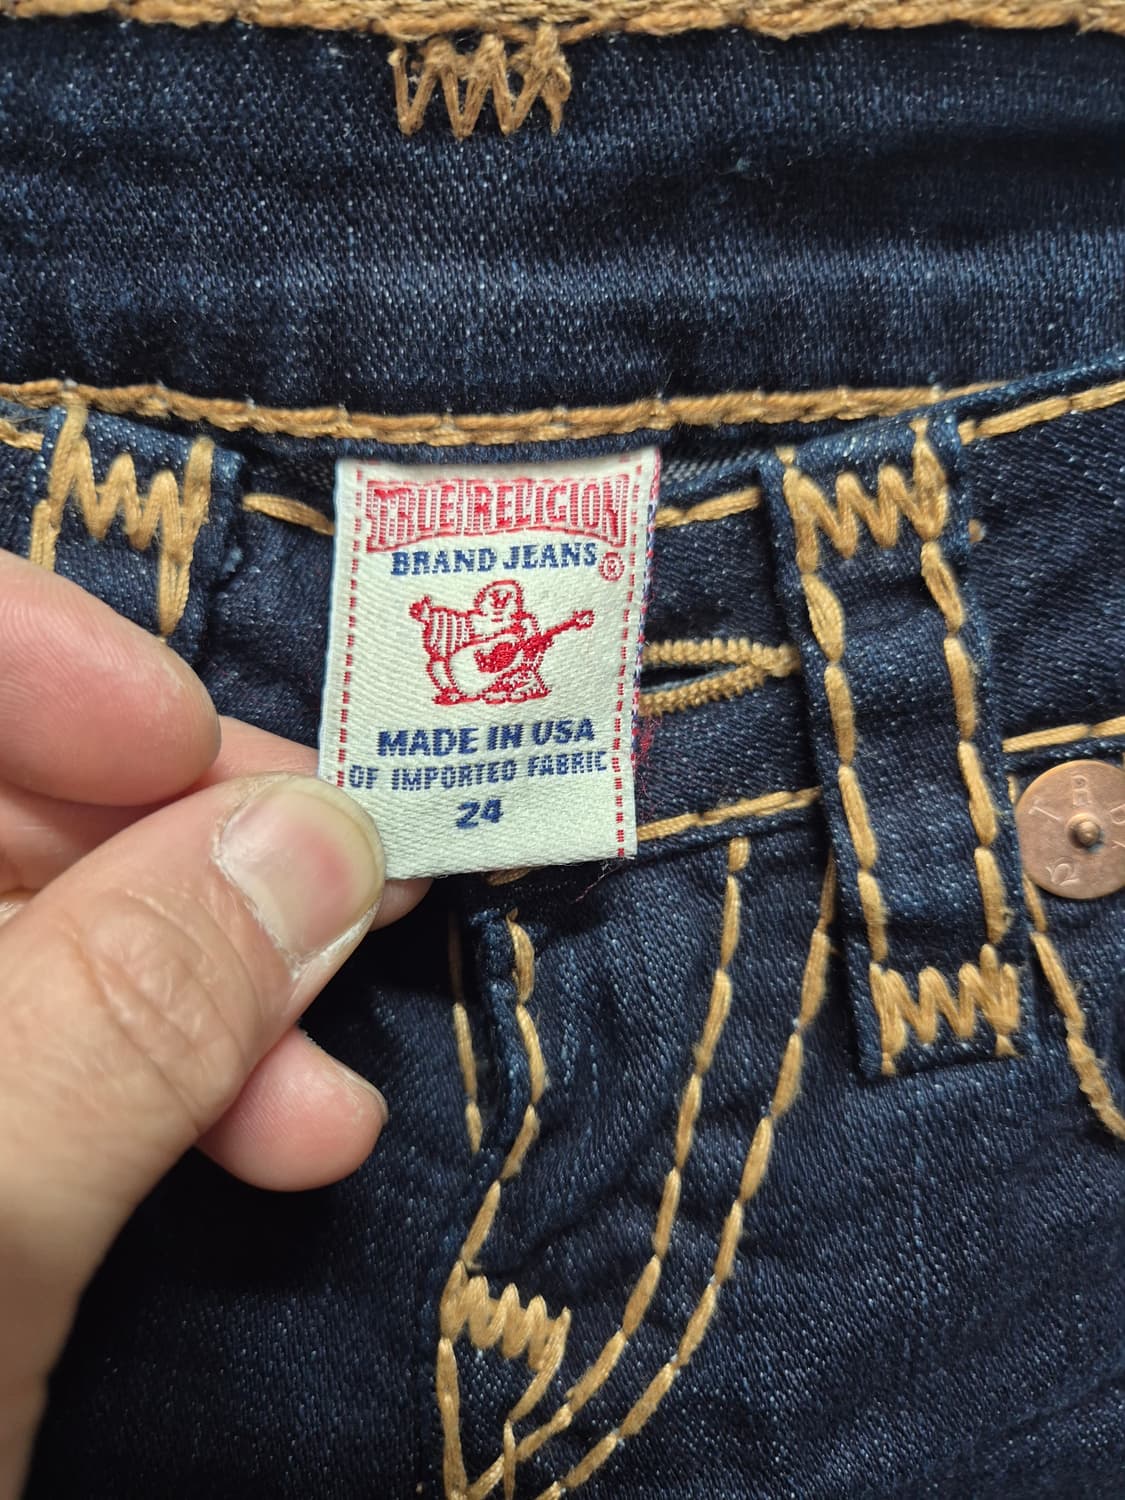 TRUE RELIGION
BRAND JEANS ®
MADE IN USA
OF IMPORTED FABRIC
24